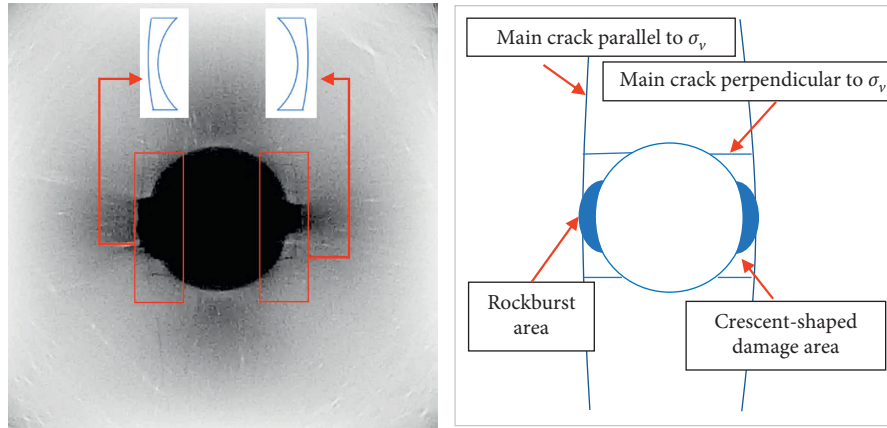 Main crack parallel to σᵥ
Main crack perpendicular to σᵥ
Rockburst
area
Crescent-shaped
damage area